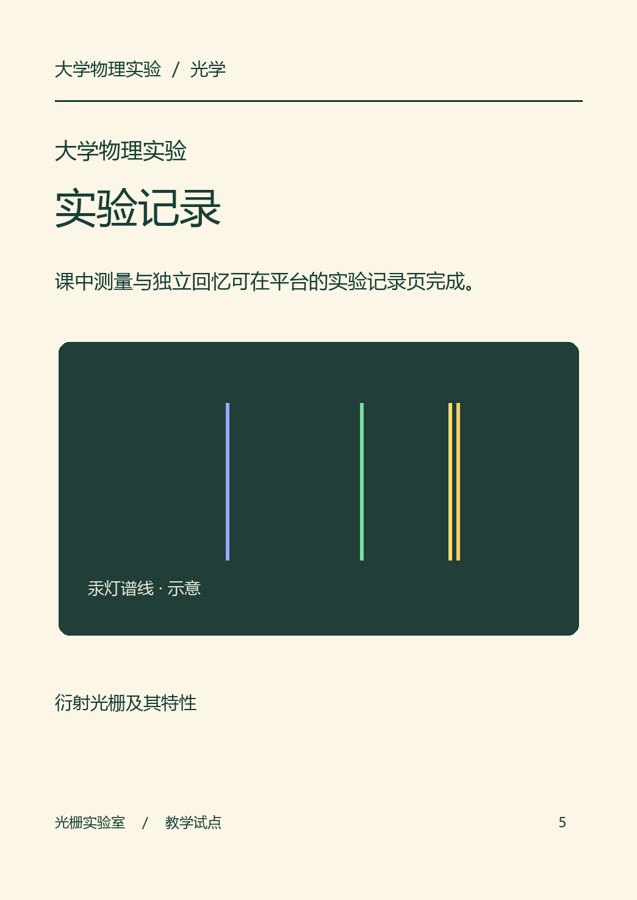 大学物理实验 / 光学
大学物理实验
实验记录
课中测量与独立回忆可在平台的实验记录页完成。
汞灯谱线 · 示意
衍射光栅及其特性
光栅实验室 / 教学试点 5